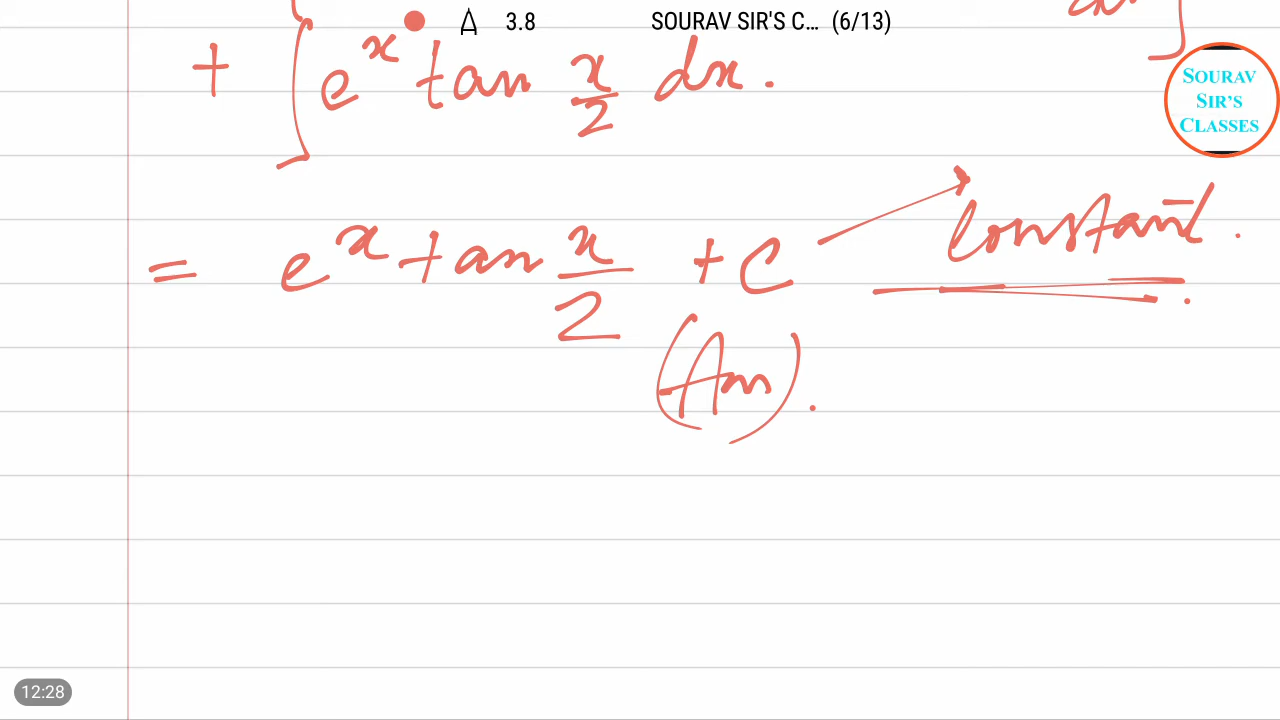 3.8 SOURAV SIR'S C... (6/13)
+ ∫ e^x tan x/2 dx.
SOURAV
SIR'S
CLASSES
= e^x tan x/2 + C → Constant.
(Ans).
12:28